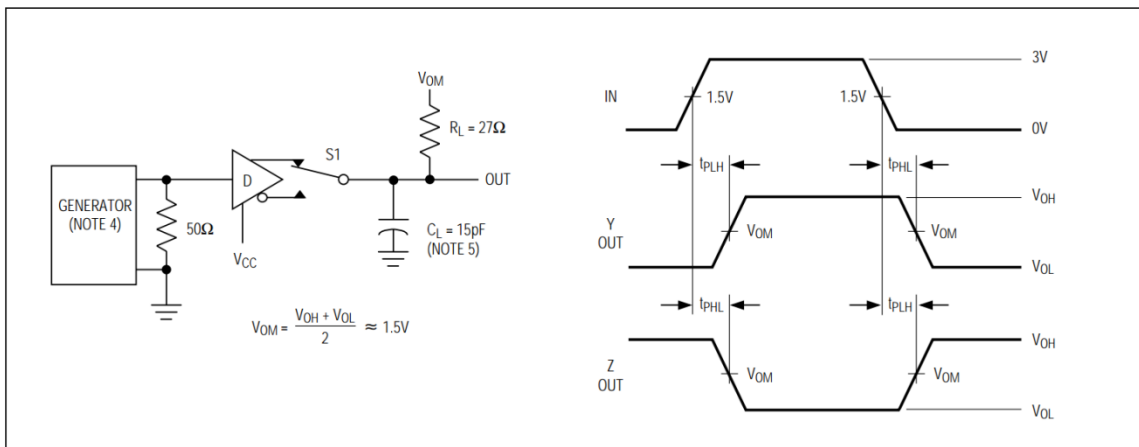 GENERATOR
(NOTE 4)
50Ω
D
VCC
S1
VOM
RL = 27Ω
OUT
CL = 15pF
(NOTE 5)
VOM = VOH + VOL / 2 ≈ 1.5V
IN
1.5V
1.5V
3V
0V
tPLH
tPHL
Y
OUT
VOM
VOM
VOH
VOL
tPHL
tPLH
Z
OUT
VOM
VOM
VOH
VOL